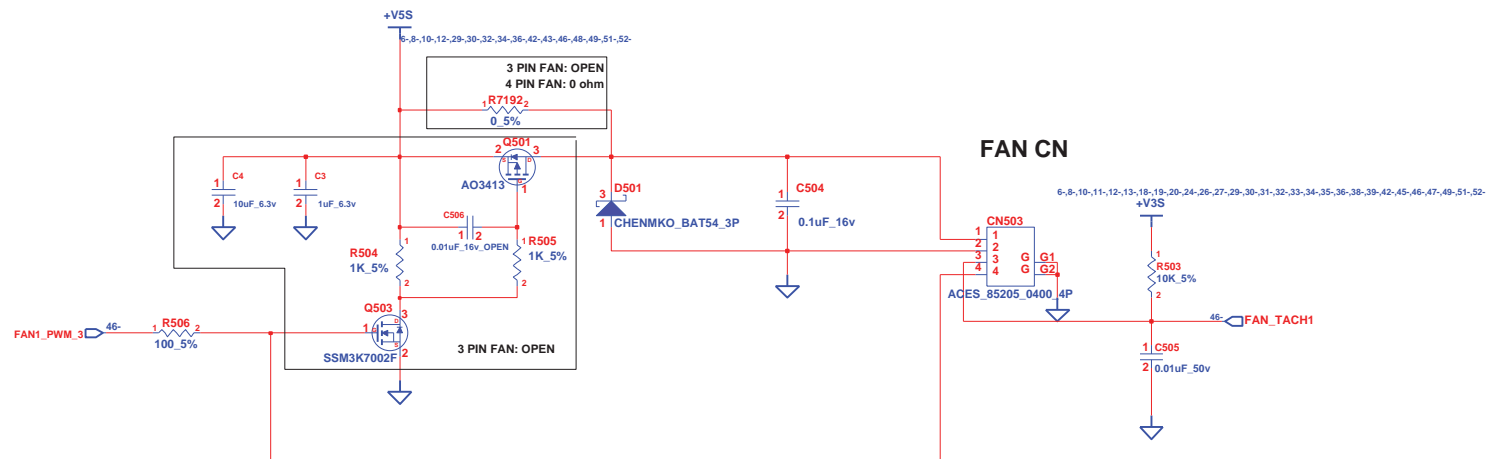 +V5S
6-,8-,10-,12-,29-,30-,32-,34-,36-,42-,43-,46-,48-,49-,51-,52-
3 PIN FAN: OPEN
4 PIN FAN: 0 ohm
1 R7192 2
0_5%
Q501
2 S D 3
G
1
AO3413
C4
1
2
10uF_6.3v
C3
1
2
1uF_6.3v
C506
1 2
0.01uF_16v_OPEN
R504
1
1K_5%
2
R505
1
1K_5%
2
Q503
3
D
1 G
S
2
SSM3K7002F
3 PIN FAN: OPEN
FAN1_PWM_3
46-
1 R506 2
100_5%
D501
3
1
CHENMKO_BAT54_3P
C504
1
2
0.1uF_16v
FAN CN
CN503
1 1
2 2
3 3
4 4
G G1
G G2
ACES_85205_0400_4P
6-,8-,10-,11-,12-,13-,18-,19-,20-,24-,26-,27-,29-,30-,31-,32-,33-,34-,35-,36-,38-,39-,42-,45-,46-,47-,49-,51-,52-
+V3S
1
R503
10K_5%
2
46-
FAN_TACH1
1 C505
2
0.01uF_50v